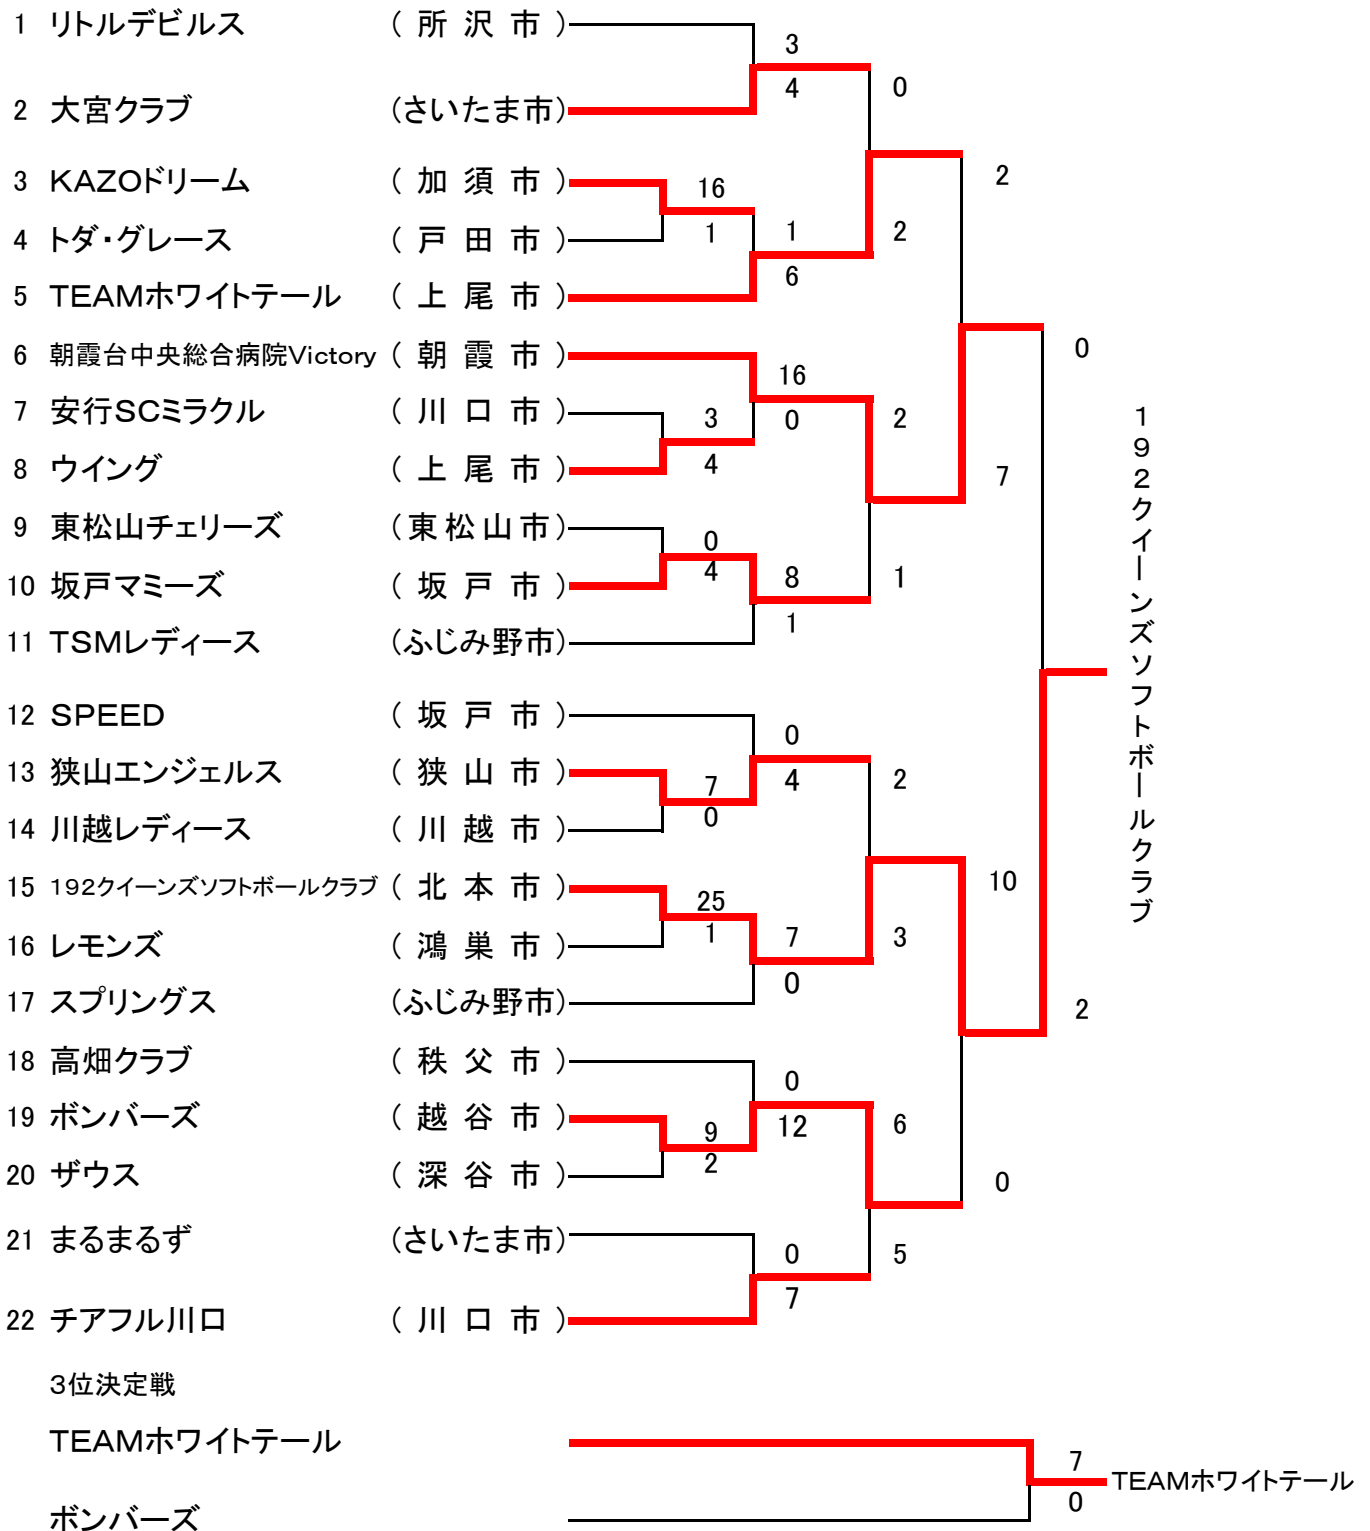 1 リトルデビルス (所沢市)
3
4
0
2 大宮クラブ (さいたま市)
2
3 KAZOドリーム (加須市)
16
1
4 トダ・グレース (戸田市)
1
6
2
5 TEAMホワイトテール (上尾市)
0
6 朝霞台中央総合病院Victory (朝霞市)
16
0
7 安行SCミラクル (川口市)
3
4
2
8 ウイング (上尾市)
7
9 東松山チェリーズ (東松山市)
0
4
10 坂戸マミーズ (坂戸市)
8
1
1
11 TSMレディース (ふじみ野市)
192クイーンズソフトボールクラブ
12 SPEED (坂戸市)
0
4
13 狭山エンジェルス (狭山市)
7
0
2
14 川越レディース (川越市)
10
15 192クイーンズソフトボールクラブ (北本市)
25
1
16 レモンズ (鴻巣市)
7
0
3
17 スプリングス (ふじみ野市)
2
18 高畑クラブ (秩父市)
0
12
19 ボンバーズ (越谷市)
9
2
6
20 ザウス (深谷市)
0
21 まるまるず (さいたま市)
0
7
5
22 チアフル川口 (川口市)
3位決定戦
TEAMホワイトテール
7
0
TEAMホワイトテール
ボンバーズ